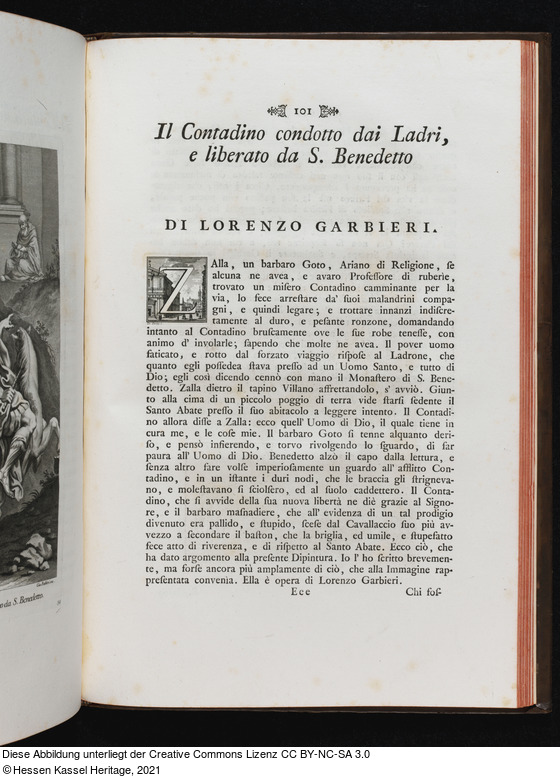 101
Il Contadino condotto dai Ladri,
e liberato da S. Benedetto
DI LORENZO GARBIERI.
ZAlla, un barbaro Goto, Ariano di Religione, ſe
alcuna ne avea, e avaro Profeſſore di ruberìe,
trovato un miſero Contadino camminante per la
via, lo fece arreſtare da' ſuoi malandrini compa-
gni, e quindi legare; e trottare innanzi indiſcre-
tamente al duro, e peſante ronzone, domandando
intanto al Contadino bruſcamente ove le ſue robe teneſſe, con
animo d' involarle; ſapendo che molte ne avea. Il pover uomo
faticato, e rotto dal forzato viaggio riſpoſe al Ladrone, che
quanto egli poſſedea ſtava preſſo ad un Uomo Santo, e tutto di
Dio; egli così dicendo cennò con mano il Monaſtero di S. Bene-
detto. Zalla dietro il tapino Villano affrettandolo, s' avviò. Giun-
to alla cima di un piccolo poggio di terra vide ſtarſi ſedente il
Santo Abate preſſo il ſuo abitacolo a leggere intento. Il Contadi-
no allora diſſe a Zalla: ecco quell' Uomo di Dio, il quale tiene in
cura me, e le coſe mie. Il barbaro Goto ſi tenne alquanto deri-
ſo, e pensò infierendo, e torvo rivolgendo lo ſguardo, di far
paura all' Uomo di Dio. Benedetto alzò il capo dalla lettura, e
ſenza altro fare volſe imperioſamente un guardo all' afflitto Con-
tadino, e in un iſtante i duri nodi, che le braccia gli ſtrigneva-
no, e moleſtavano ſi ſciolſero, ed al ſuolo caddettero. Il Conta-
dino, che ſi avvide della ſua nuova libertà ne diè grazie al Signo-
re, e il barbaro maſnadiere, che all' evidenza di un tal prodigio
divenuto era pallido, e ſtupido, ſceſe dal Cavallaccio ſuo più av-
vezzo a ſecondare il baſton, che la briglia, ed umile, e ſtupefatto
fece atto di riverenza, e di riſpetto al Santo Abate. Ecco ciò, che
ha dato argomento alla preſente Dipintura. Io l' ho ſcritto brevemen-
te, ma forſe ancora più amplamente di ciò, che alla Immagine rap-
preſentata convenìa. Ella è opera di Lorenzo Garbieri.
Eee
Chi foſ-
da S. Benedetto.
Diese Abbildung unterliegt der Creative Commons Lizenz CC BY-NC-SA 3.0
©Hessen Kassel Heritage, 2021